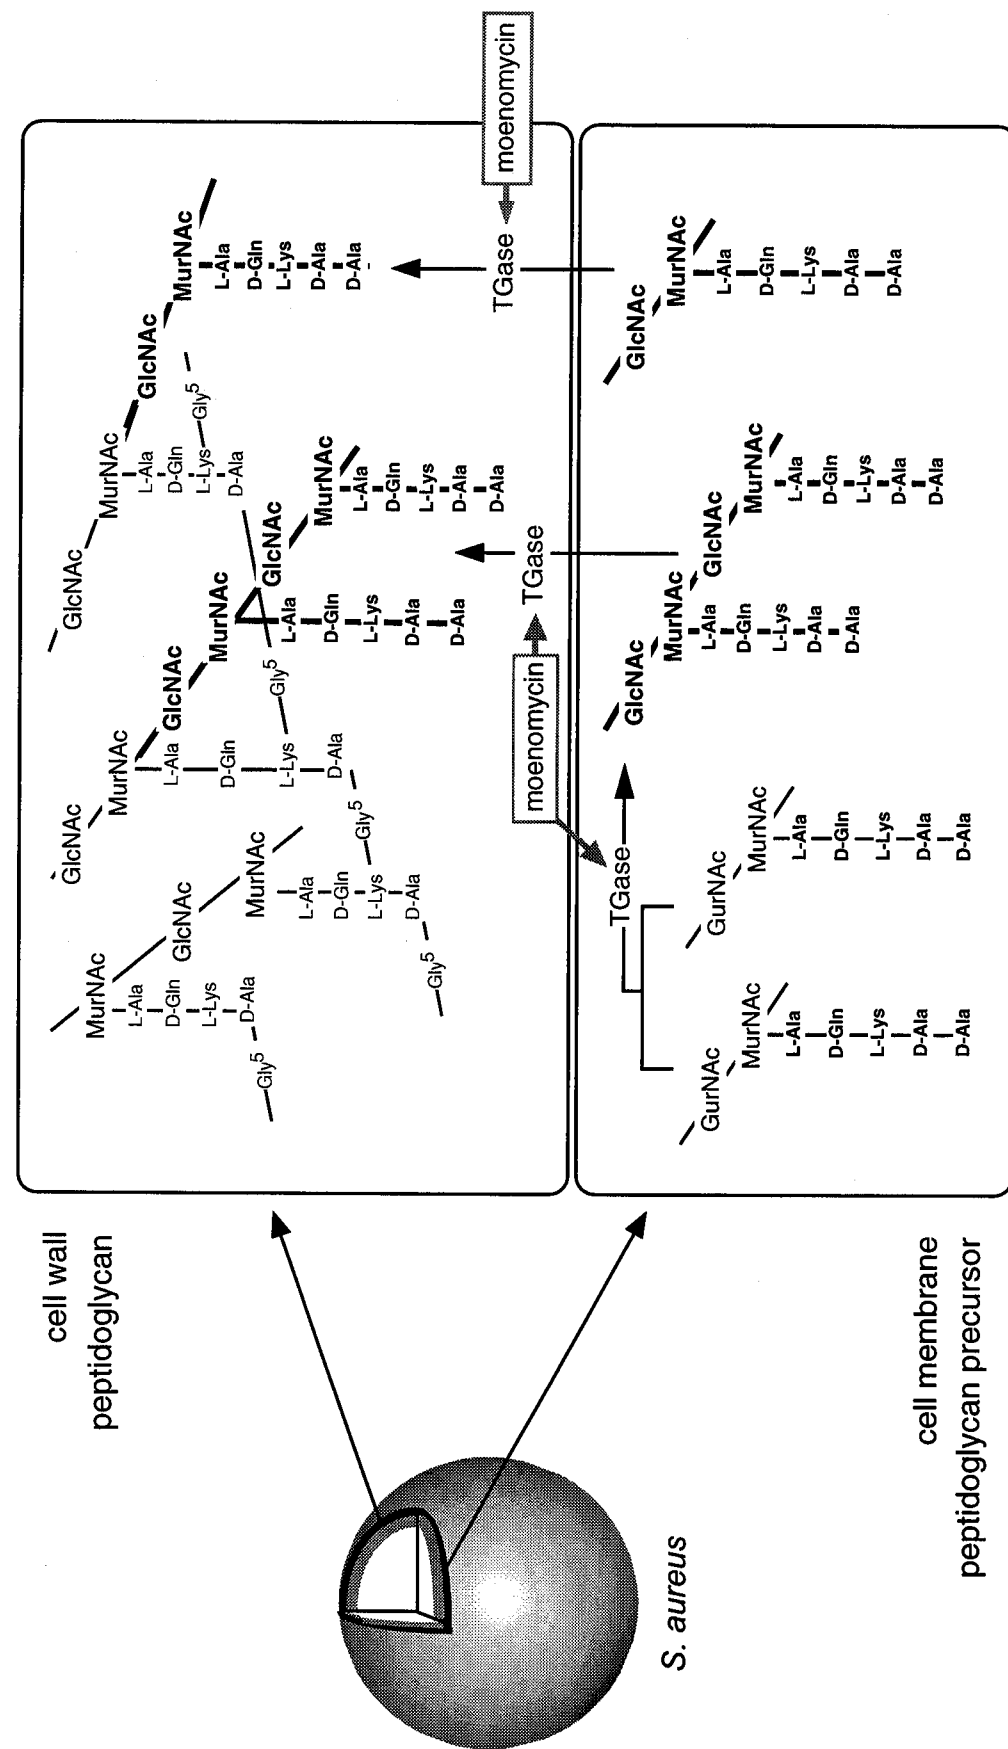 cell wall
peptidoglycan
MurNAc
L-Ala
D-Gln
L-Lys
D-Ala
Gly5
GlcNAc
MurNAc
L-Ala
D-Gln
L-Lys
D-Ala
Gly5
GlcNAc
MurNAc
L-Ala
D-Gln
L-Lys
D-Ala
Gly5
GlcNAc
MurNAc
L-Ala
D-Gln
L-Lys
D-Ala
D-Ala
Gly5
GlcNAc
MurNAc
L-Ala
D-Gln
L-Lys
D-Ala
D-Ala
GlcNAc
MurNAc
L-Ala
D-Gln
L-Lys
D-Ala
Gly5
GlcNAc
MurNAc
L-Ala
D-Gln
L-Lys
D-Ala
D-Ala
moenomycin
TGase
TGase
moenomycin
TGase
S. aureus
cell membrane
peptidoglycan precursor
GurNAc
MurNAc
L-Ala
D-Gln
L-Lys
D-Ala
D-Ala
GurNAc
MurNAc
L-Ala
D-Gln
L-Lys
D-Ala
D-Ala
GlcNAc
MurNAc
L-Ala
D-Gln
L-Lys
D-Ala
D-Ala
GlcNAc
MurNAc
L-Ala
D-Gln
L-Lys
D-Ala
D-Ala
GlcNAc
MurNAc
L-Ala
D-Gln
L-Lys
D-Ala
D-Ala